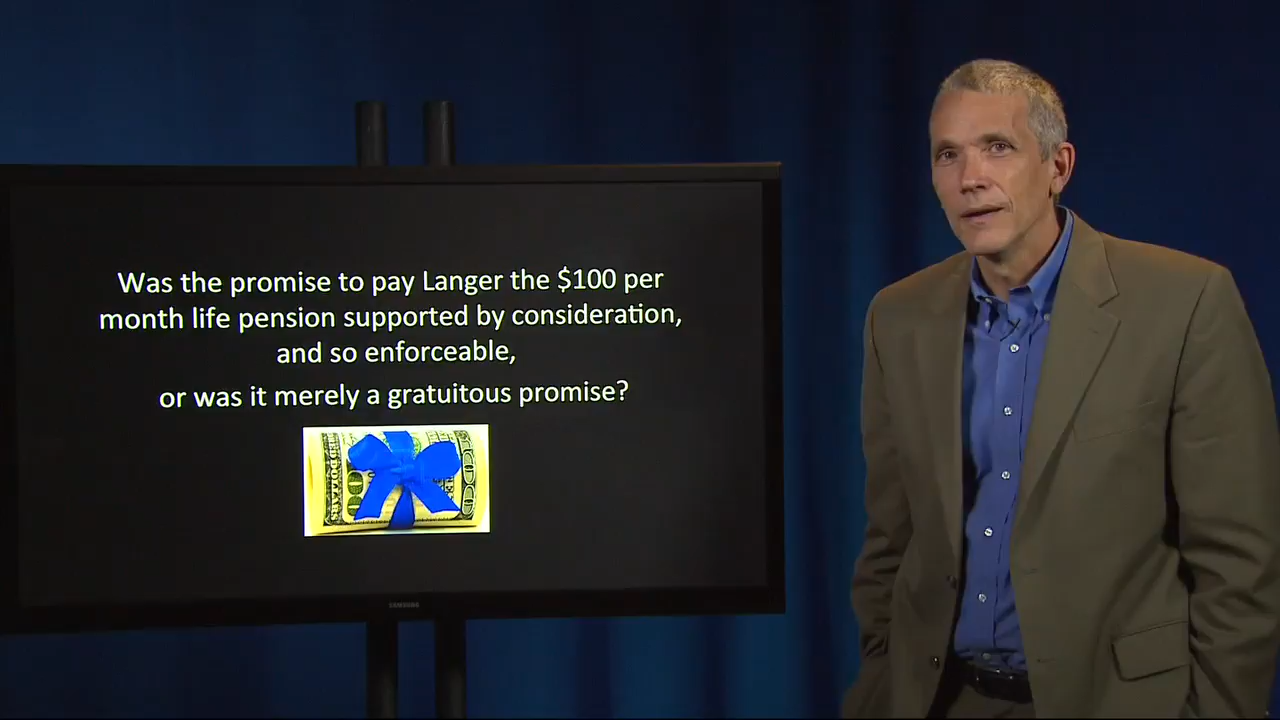 Was the promise to pay Langer the $100 per
month life pension supported by consideration,
and so enforceable,
or was it merely a gratuitous promise?
SAMSUNG